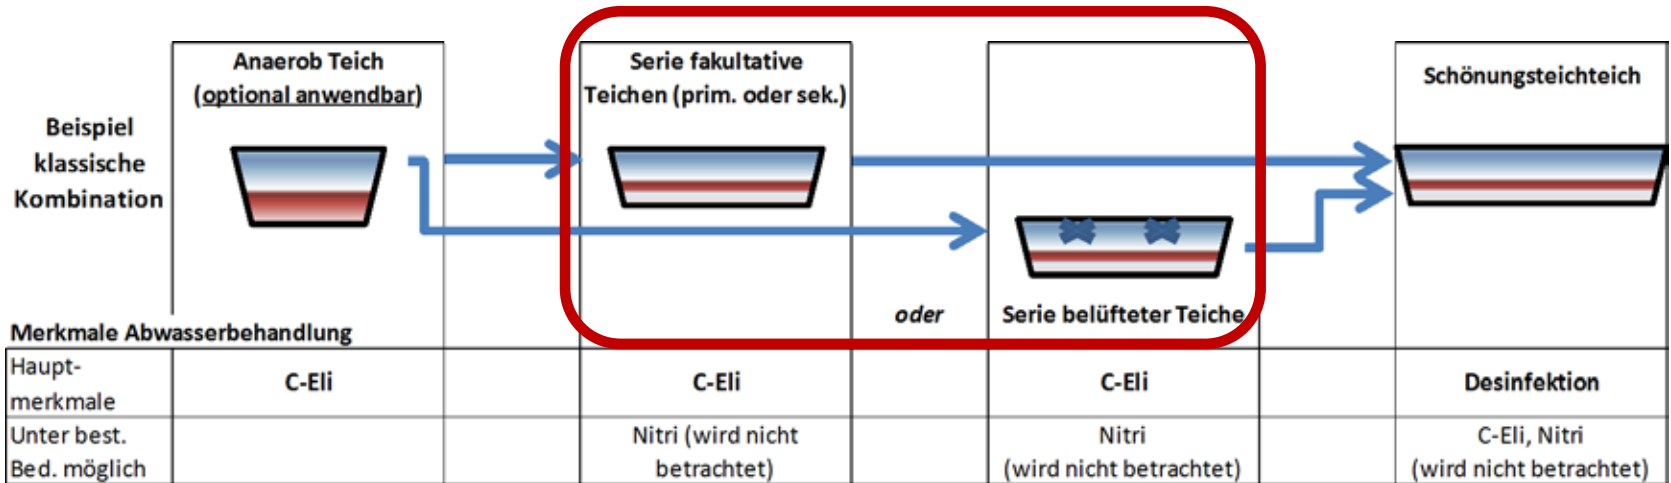 Anaerob Teich
(optional anwendbar)
Serie fakultative
Teichen (prim. oder sek.)
Schönungsteichteich
Beispiel
klassische
Kombination
oder
Serie belüfteter Teiche
Merkmale Abwasserbehandlung
Haupt-
merkmale
C-Eli
C-Eli
C-Eli
Desinfektion
Unter best.
Bed. möglich
Nitri (wird nicht
betrachtet)
Nitri
(wird nicht betrachtet)
C-Eli, Nitri
(wird nicht betrachtet)